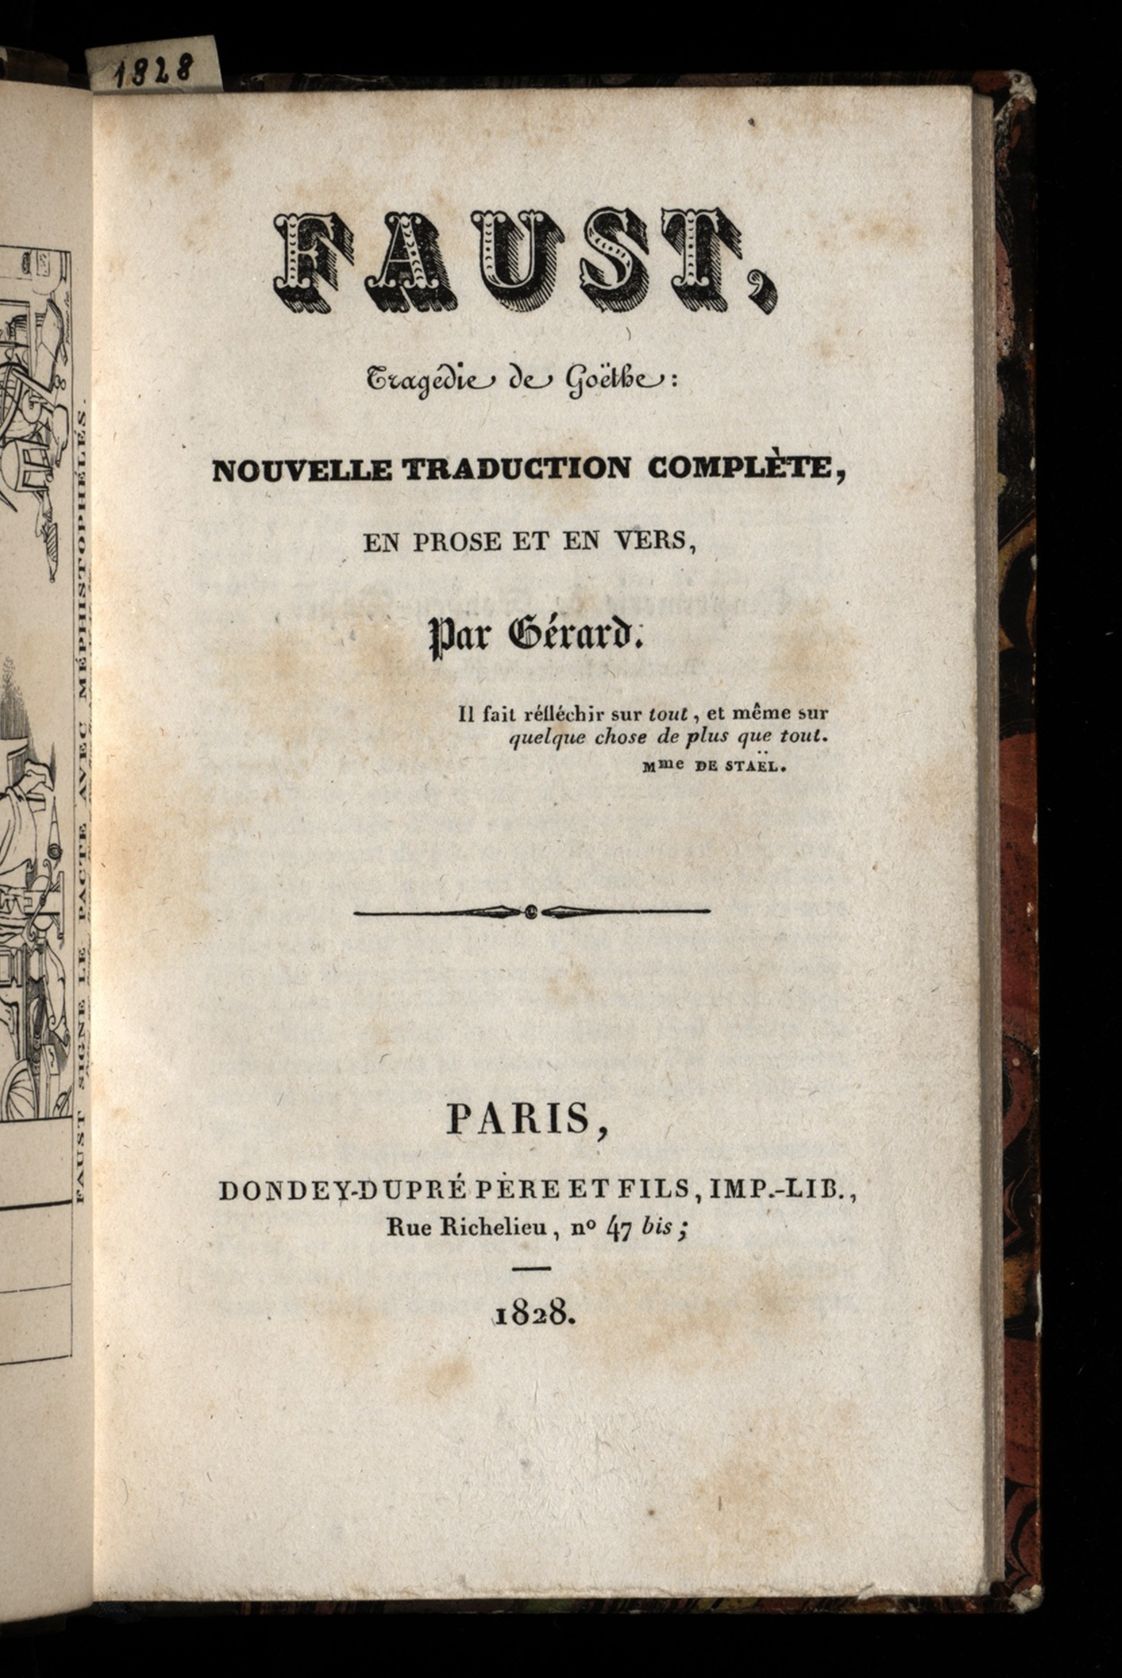 1828
FAUST,
Tragédie de Goëthe:
NOUVELLE TRADUCTION COMPLÈTE,
EN PROSE ET EN VERS,
Par Gérard.
Il fait réfléchir sur tout, et même sur
quelque chose de plus que tout.
Mme DE STAËL.
PARIS,
DONDEY-DUPRÉ PÈRE ET FILS, IMP.-LIB.,
Rue Richelieu, nº 47 bis;
1828.
FAUST SIGNE LE PACTE AVEC MÉPHISTOPHÉLÉS.